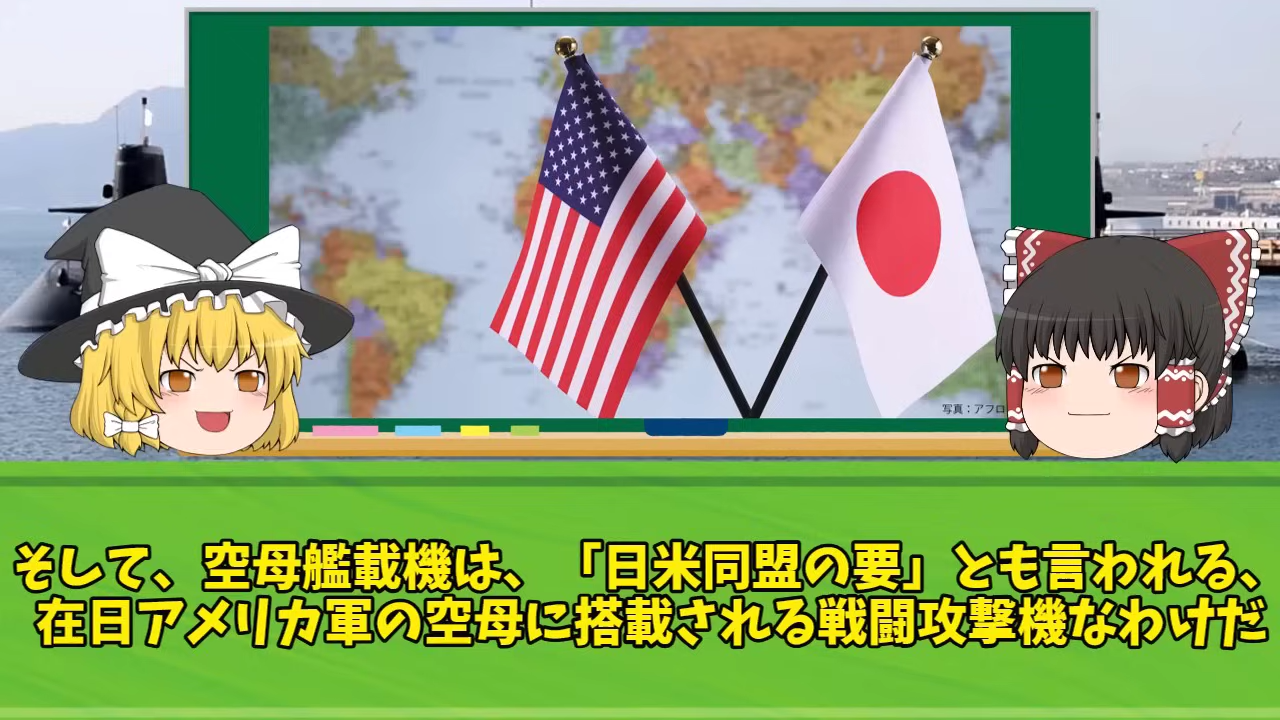 写真：アフロ
そして、空母艦載機は、「日米同盟の要」とも言われる、
在日アメリカ軍の空母に搭載される戦闘攻撃機なわけだ